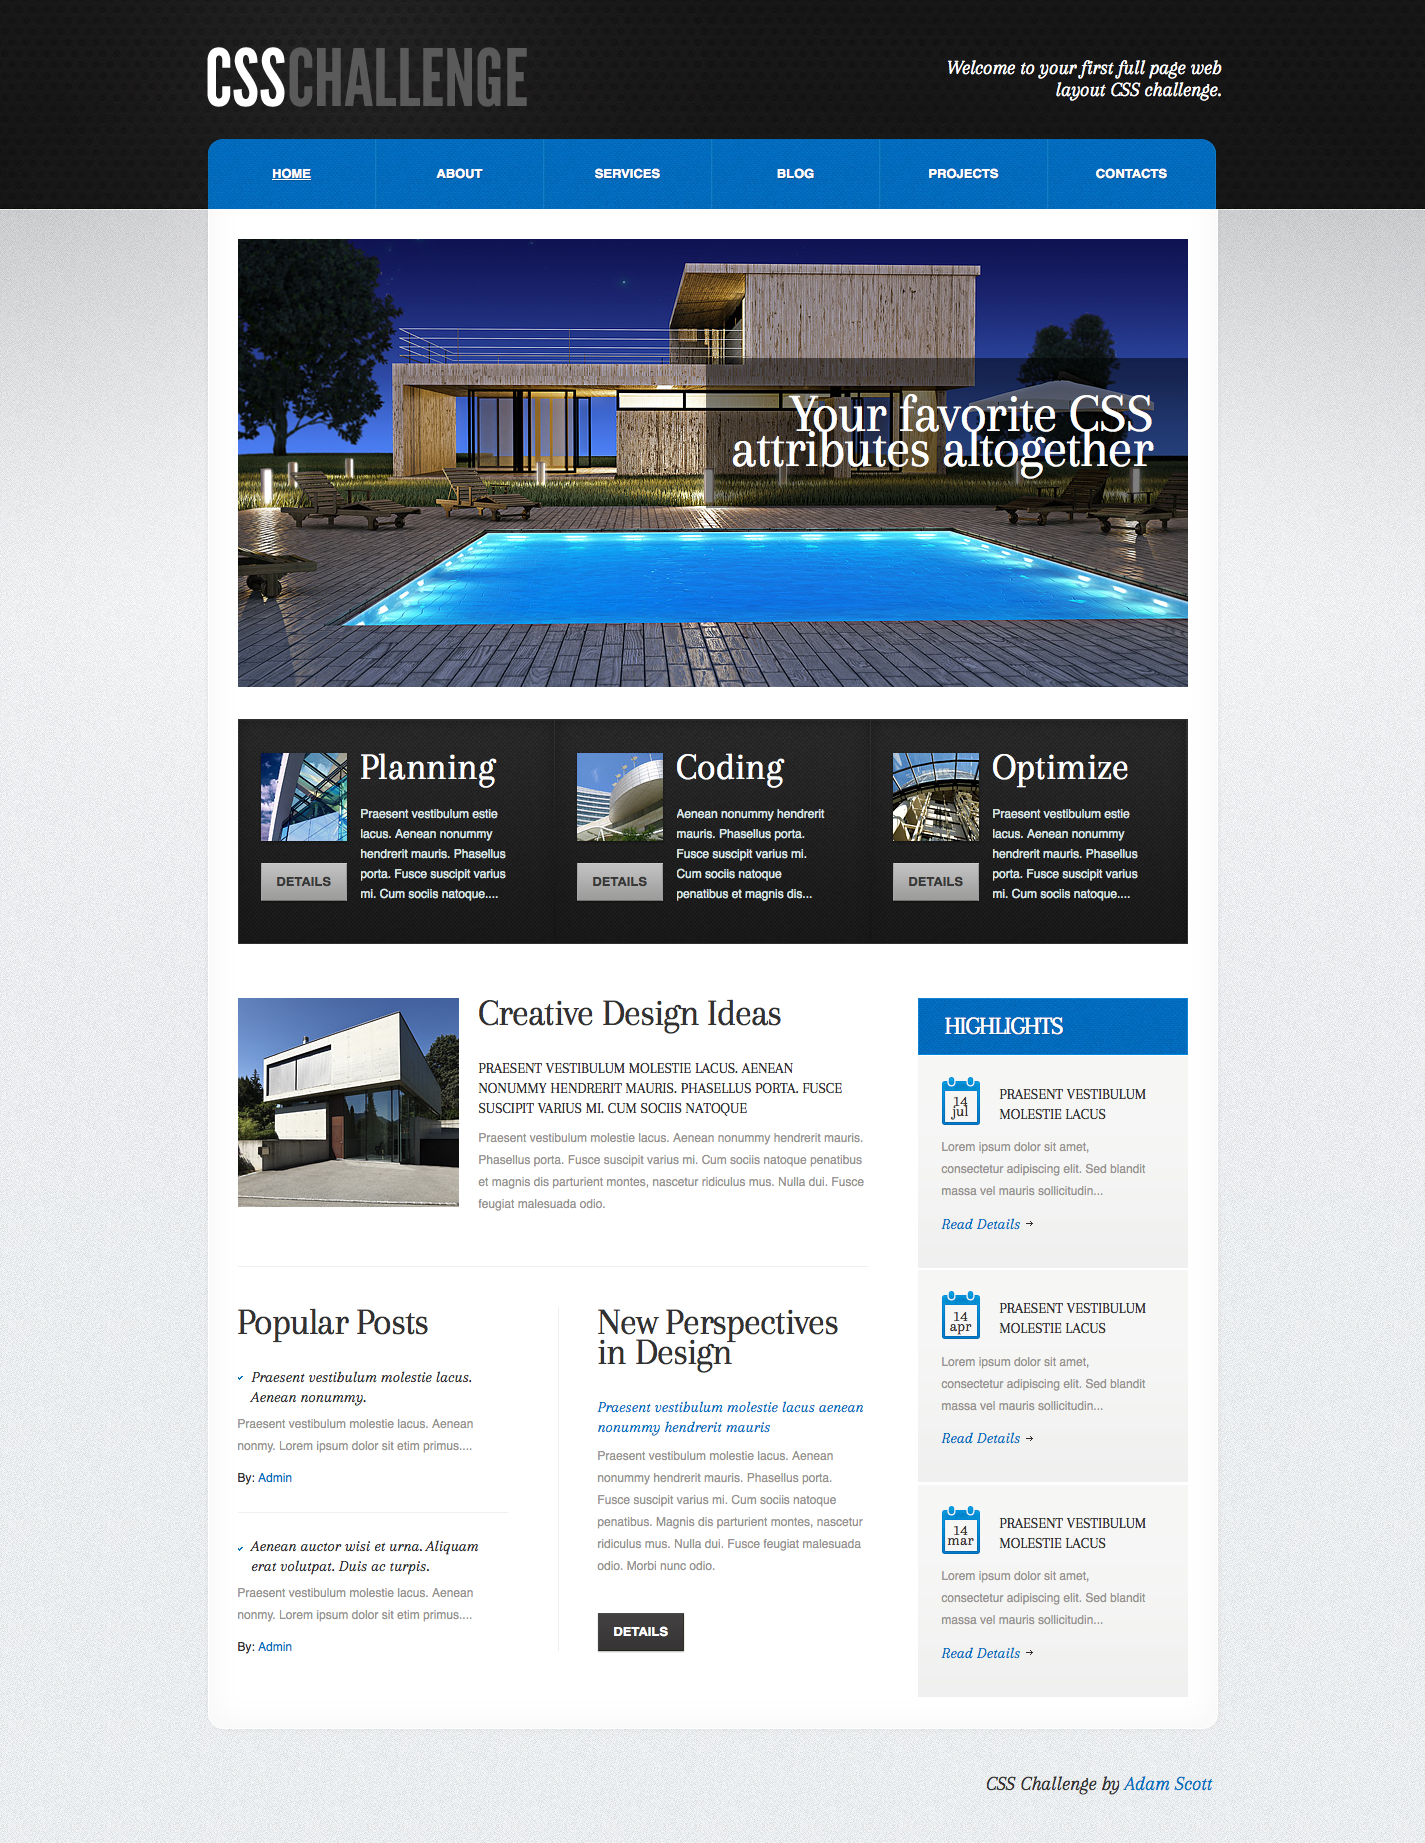 CSSCHALLENGE
Welcome to your first full page web
layout CSS challenge.
HOME
ABOUT
SERVICES
BLOG
PROJECTS
CONTACTS
Your favorite CSS
attributes altogether
Planning
Praesent vestibulum estie
lacus. Aenean nonummy
hendrerit mauris. Phasellus
porta. Fusce suscipit varius
mi. Cum sociis natoque....
DETAILS
Coding
Aenean nonummy hendrerit
mauris. Phasellus porta.
Fusce suscipit varius mi.
Cum sociis natoque
penatibus et magnis dis...
DETAILS
Optimize
Praesent vestibulum estie
lacus. Aenean nonummy
hendrerit mauris. Phasellus
porta. Fusce suscipit varius
mi. Cum sociis natoque....
DETAILS
Creative Design Ideas
PRAESENT VESTIBULUM MOLESTIE LACUS. AENEAN
NONUMMY HENDRERIT MAURIS. PHASELLUS PORTA. FUSCE
SUSCIPIT VARIUS MI. CUM SOCIIS NATOQUE
Praesent vestibulum molestie lacus. Aenean nonummy hendrerit mauris.
Phasellus porta. Fusce suscipit varius mi. Cum sociis natoque penatibus
et magnis dis parturient montes, nascetur ridiculus mus. Nulla dui. Fusce
feugiat malesuada odio.
Popular Posts
Praesent vestibulum molestie lacus.
Aenean nonummy.
Praesent vestibulum molestie lacus. Aenean
nonmy. Lorem ipsum dolor sit etim primus....
By: Admin
Aenean auctor wisi et urna. Aliquam
erat volutpat. Duis ac turpis.
Praesent vestibulum molestie lacus. Aenean
nonmy. Lorem ipsum dolor sit etim primus....
By: Admin
New Perspectives
in Design
Praesent vestibulum molestie lacus aenean
nonummy hendrerit mauris
Praesent vestibulum molestie lacus. Aenean
nonummy hendrerit mauris. Phasellus porta.
Fusce suscipit varius mi. Cum sociis natoque
penatibus. Magnis dis parturient montes, nascetur
ridiculus mus. Nulla dui. Fusce feugiat malesuada
odio. Morbi nunc odio.
DETAILS
HIGHLIGHTS
14
jul
PRAESENT VESTIBULUM
MOLESTIE LACUS
Lorem ipsum dolor sit amet,
consectetur adipiscing elit. Sed blandit
massa vel mauris sollicitudin...
Read Details →
14
apr
PRAESENT VESTIBULUM
MOLESTIE LACUS
Lorem ipsum dolor sit amet,
consectetur adipiscing elit. Sed blandit
massa vel mauris sollicitudin...
Read Details →
14
mar
PRAESENT VESTIBULUM
MOLESTIE LACUS
Lorem ipsum dolor sit amet,
consectetur adipiscing elit. Sed blandit
massa vel mauris sollicitudin...
Read Details →
CSS Challenge by Adam Scott